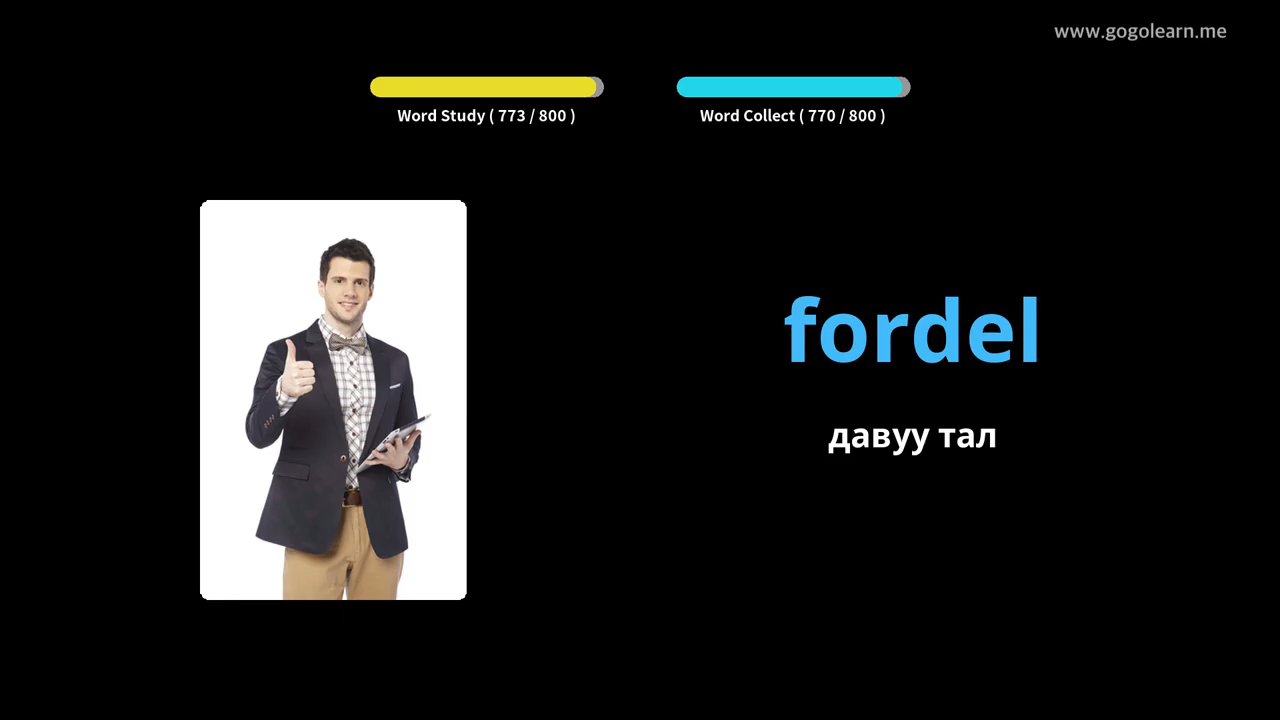 www.gogolearn.me
Word Study ( 773 / 800 )
Word Collect ( 770 / 800 )
fordel
давуу тал